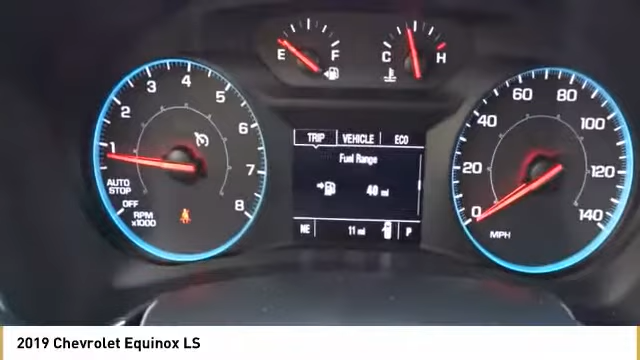 E F
C H
1 2 3 4 5 6 7 8
AUTO STOP
OFF
RPM x1000
TRIP VEHICLE ECO
Fuel Range
40 mi
NE 11 mi P
0 20 40 60 80 100 120 140
MPH
2019 Chevrolet Equinox LS